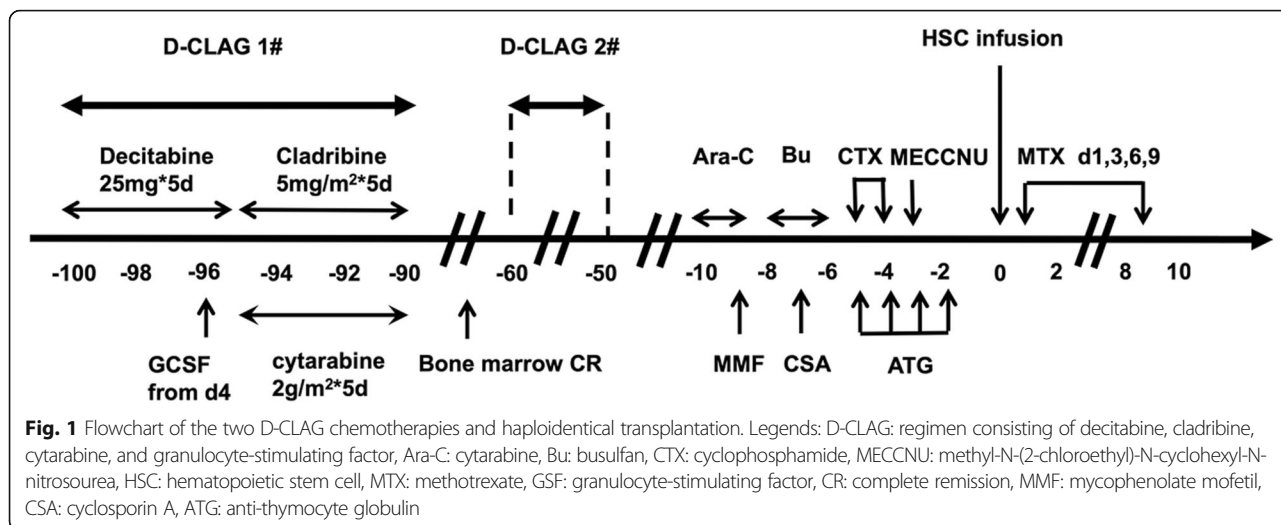 D-CLAG 1# D-CLAG 2# HSC infusion
Decitabine Cladribine Ara-C Bu CTX MECCNU MTX d1,3,6,9
25mg*5d 5mg/m²*5d
-100 -98 -96 -94 -92 -90 -60 -50 -10 -8 -6 -4 -2 0 2 8 10
GCSF cytarabine Bone marrow CR MMF CSA ATG
from d4 2g/m²*5d
Fig. 1 Flowchart of the two D-CLAG chemotherapies and haploidentical transplantation. Legends: D-CLAG: regimen consisting of decitabine, cladribine,
cytarabine, and granulocyte-stimulating factor, Ara-C: cytarabine, Bu: busulfan, CTX: cyclophosphamide, MECCNU: methyl-N-(2-chloroethyl)-N-cyclohexyl-N-
nitrosourea, HSC: hematopoietic stem cell, MTX: methotrexate, GSF: granulocyte-stimulating factor, CR: complete remission, MMF: mycophenolate mofetil,
CSA: cyclosporin A, ATG: anti-thymocyte globulin